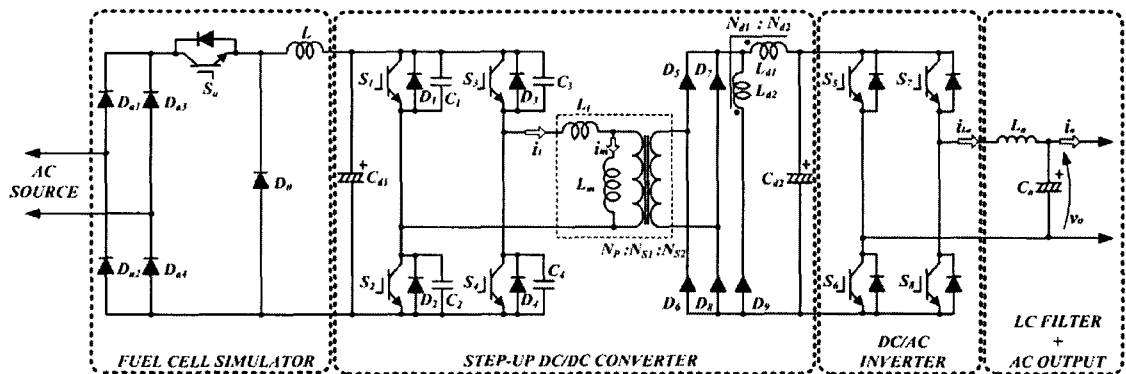 N_d1 : N_d2
L
S_a
S_1
D_1
C_1
S_3
D_3
C_3
D_5
D_7
L_d1
L_d2
S_5
S_7
D_a1
D_a3
L_l
i_1
i_m
L_m
i_Lo
L_o
i_o
AC
SOURCE
D_0
C_d1
C_d2
C_o
v_o
N_P : N_S1 : N_S2
D_a2
D_a4
S_2
D_2
C_2
S_4
D_4
C_4
D_6
D_8
D_9
S_6
S_8
FUEL CELL SIMULATOR
STEP-UP DC/DC CONVERTER
DC/AC
INVERTER
LC FILTER
+
AC OUTPUT